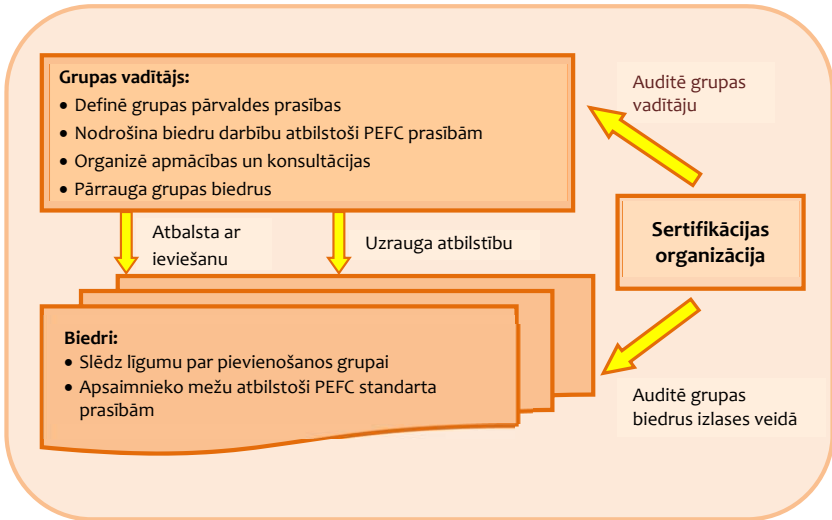 Grupas vadītājs:
• Definē grupas pārvaldes prasības
• Nodrošina biedru darbību atbilstoši PEFC prasībām
• Organizē apmācības un konsultācijas
• Pārrauga grupas biedrus
Auditē grupas
vadītāju
Atbalsta ar
ieviešanu
Uzrauga atbilstību
Sertifikācijas
organizācija
Biedri:
• Slēdz līgumu par pievienošanos grupai
• Apsaimnieko mežu atbilstoši PEFC standarta
prasībām
Auditē grupas
biedrus izlases veidā